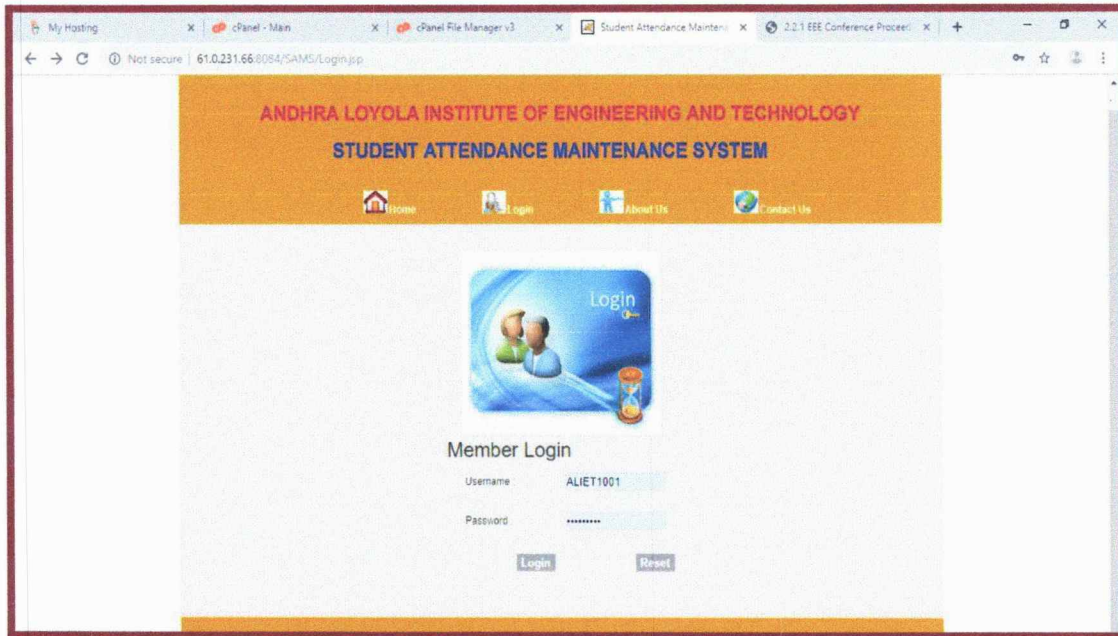 My Hosting
cPanel - Main
cPanel File Manager v3
Student Attendance Mainten
2.2.1 EEE Conference Proceed
Not secure 61.0.231.66:8084/SAMS/Login.jsp
ANDHRA LOYOLA INSTITUTE OF ENGINEERING AND TECHNOLOGY
STUDENT ATTENDANCE MAINTENANCE SYSTEM
Home Login About Us Contact Us
Login
Member Login
Username ALIET1001
Password •••••••••
Login Reset